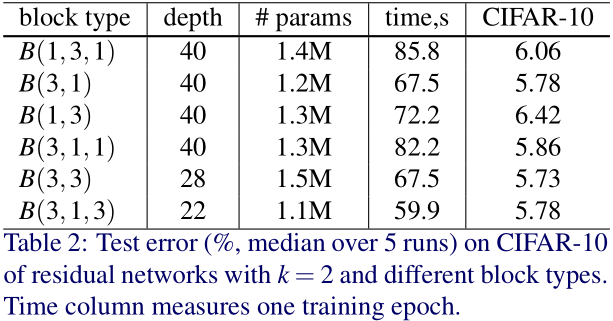 block type depth # params time,s CIFAR-10
B(1,3,1) 40 1.4M 85.8 6.06
B(3,1) 40 1.2M 67.5 5.78
B(1,3) 40 1.3M 72.2 6.42
B(3,1,1) 40 1.3M 82.2 5.86
B(3,3) 28 1.5M 67.5 5.73
B(3,1,3) 22 1.1M 59.9 5.78
Table 2: Test error (%, median over 5 runs) on CIFAR-10
of residual networks with k = 2 and different block types.
Time column measures one training epoch.